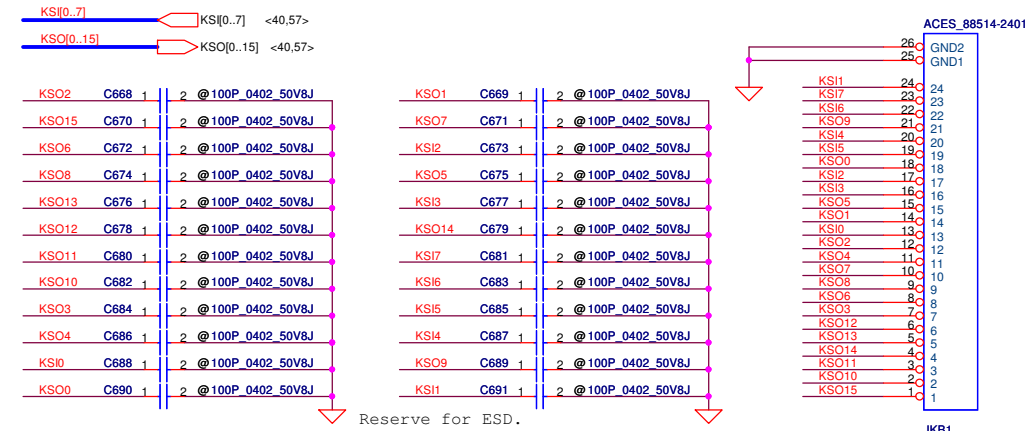 KSI[0..7]
KSI[0..7] <40,57>
KSO[0..15]
KSO[0..15] <40,57>
KSO2 C668 1 2 @100P_0402_50V8J
KSO15 C670 1 2 @100P_0402_50V8J
KSO6 C672 1 2 @100P_0402_50V8J
KSO8 C674 1 2 @100P_0402_50V8J
KSO13 C676 1 2 @100P_0402_50V8J
KSO12 C678 1 2 @100P_0402_50V8J
KSO11 C680 1 2 @100P_0402_50V8J
KSO10 C682 1 2 @100P_0402_50V8J
KSO3 C684 1 2 @100P_0402_50V8J
KSO4 C686 1 2 @100P_0402_50V8J
KSI0 C688 1 2 @100P_0402_50V8J
KSO0 C690 1 2 @100P_0402_50V8J
KSO1 C669 1 2 @100P_0402_50V8J
KSO7 C671 1 2 @100P_0402_50V8J
KSI2 C673 1 2 @100P_0402_50V8J
KSO5 C675 1 2 @100P_0402_50V8J
KSI3 C677 1 2 @100P_0402_50V8J
KSO14 C679 1 2 @100P_0402_50V8J
KSI7 C681 1 2 @100P_0402_50V8J
KSI6 C683 1 2 @100P_0402_50V8J
KSI5 C685 1 2 @100P_0402_50V8J
KSI4 C687 1 2 @100P_0402_50V8J
KSO9 C689 1 2 @100P_0402_50V8J
KSI1 C691 1 2 @100P_0402_50V8J
Reserve for ESD.
ACES_88514-2401
26 GND2
25 GND1
KSI1 24 24
KSI7 23 23
KSI6 22 22
KSO9 21 21
KSI4 20 20
KSI5 19 19
KSO0 18 18
KSI2 17 17
KSI3 16 16
KSO5 15 15
KSO1 14 14
KSI0 13 13
KSO2 12 12
KSO4 11 11
KSO7 10 10
KSO8 9 9
KSO6 8 8
KSO3 7 7
KSO12 6 6
KSO13 5 5
KSO14 4 4
KSO11 3 3
KSO10 2 2
KSO15 1 1
JKB1